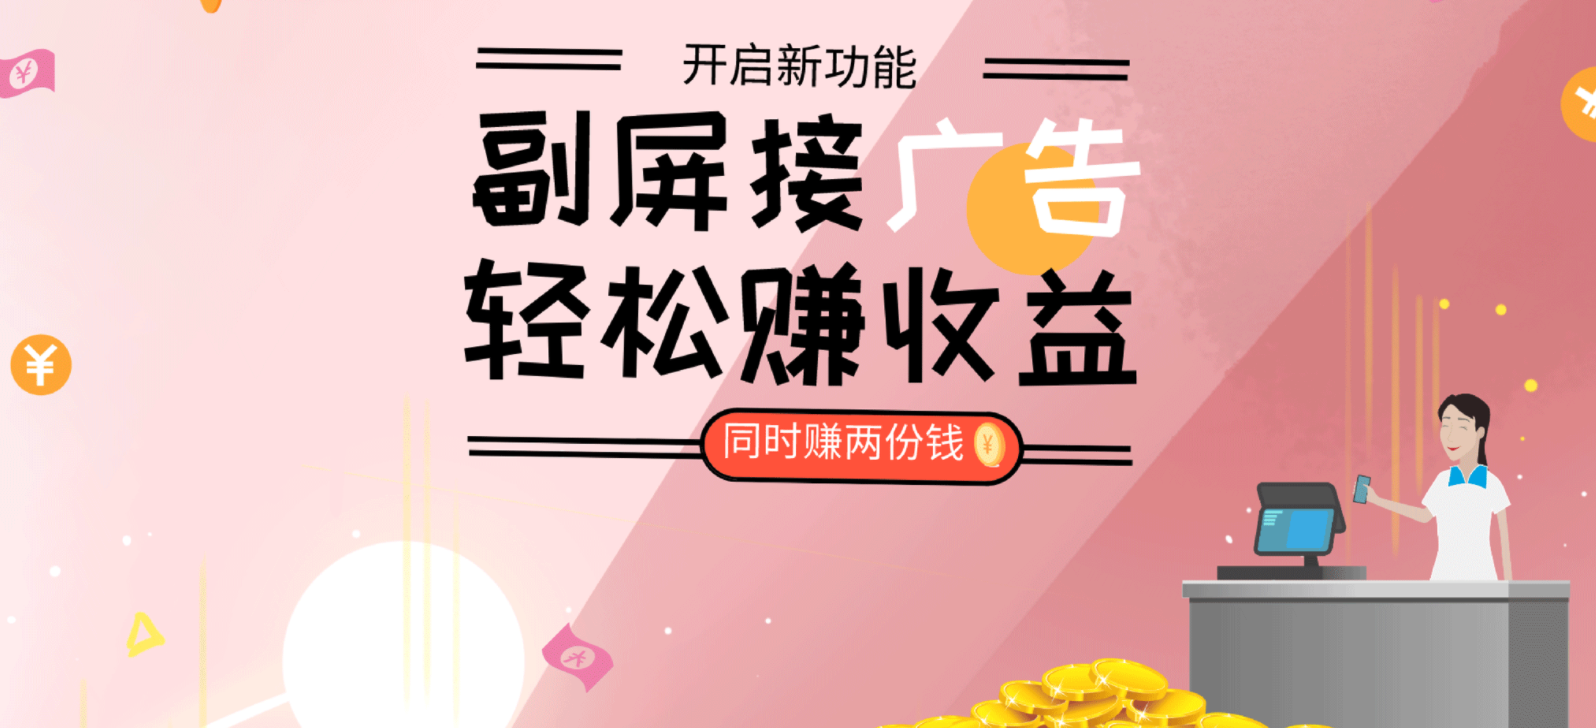 开启新功能
副屏接广告
轻松赚收益
同时赚两份钱